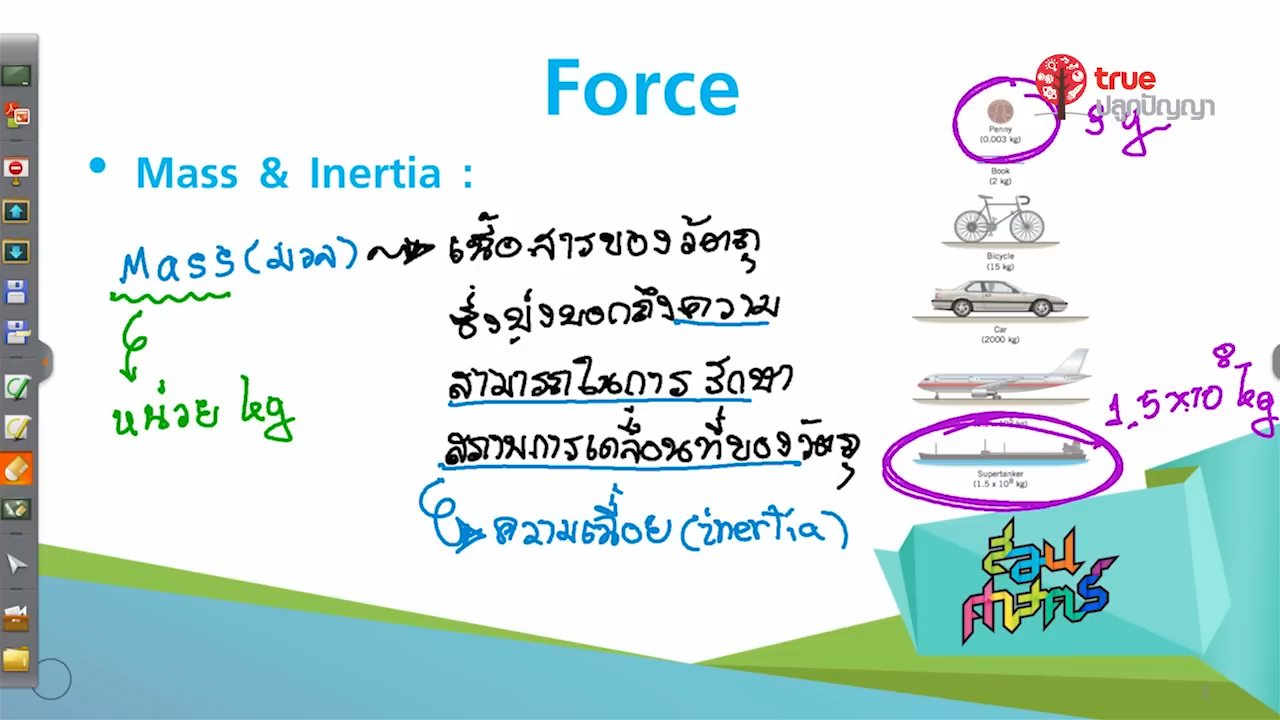 Force
true
ปลูกปัญญา
• Mass & Inertia :
Mass (มวล) เนื้อสารของวัตถุ
ซึ่งบ่งบอกถึงความ
สามารถในการ รักษา
สภาพการเคลื่อนที่ของวัตถุ
ความเฉื่อย (inertia)
หน่วย kg
Penny
(0.003 kg)
3 g
Book
(2 kg)
Bicycle
(15 kg)
Car
(2000 kg)
1.5x10⁸ kg
Supertanker
(1.5 x 10⁸ kg)
สอน
ศาสตร์